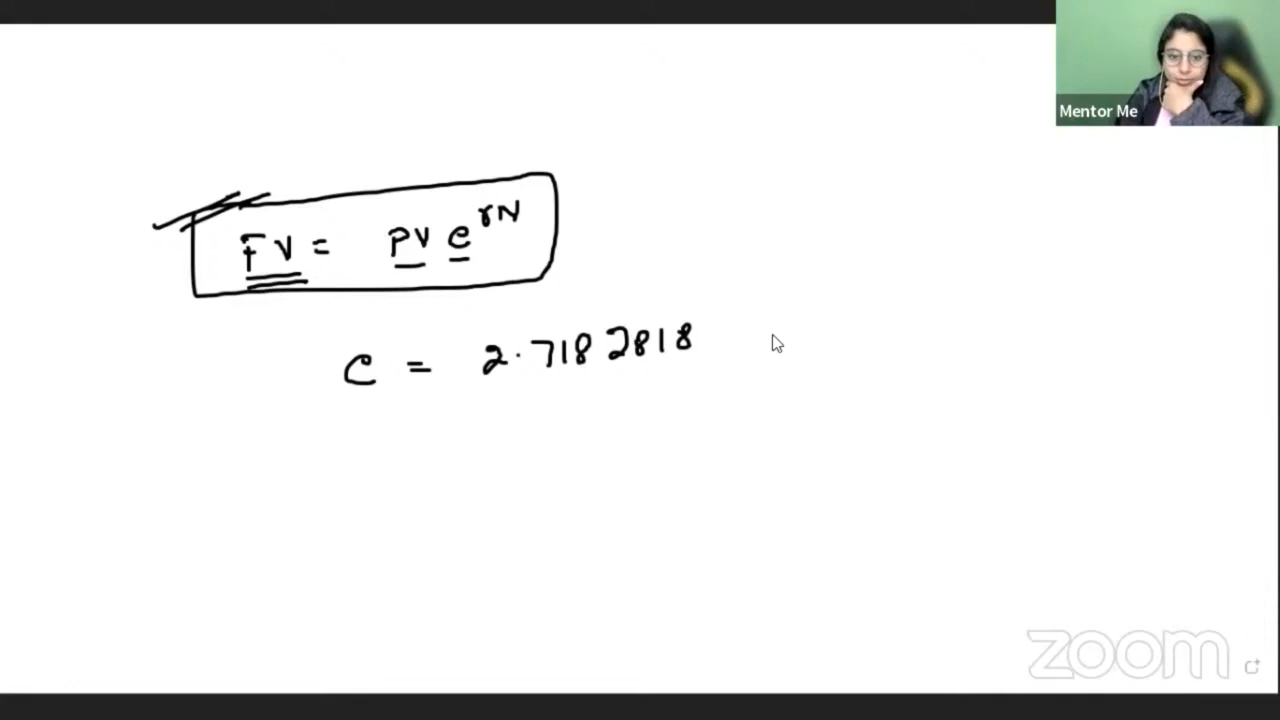 Mentor Me
FV = PV e^rN
e = 2.7182818
zoom